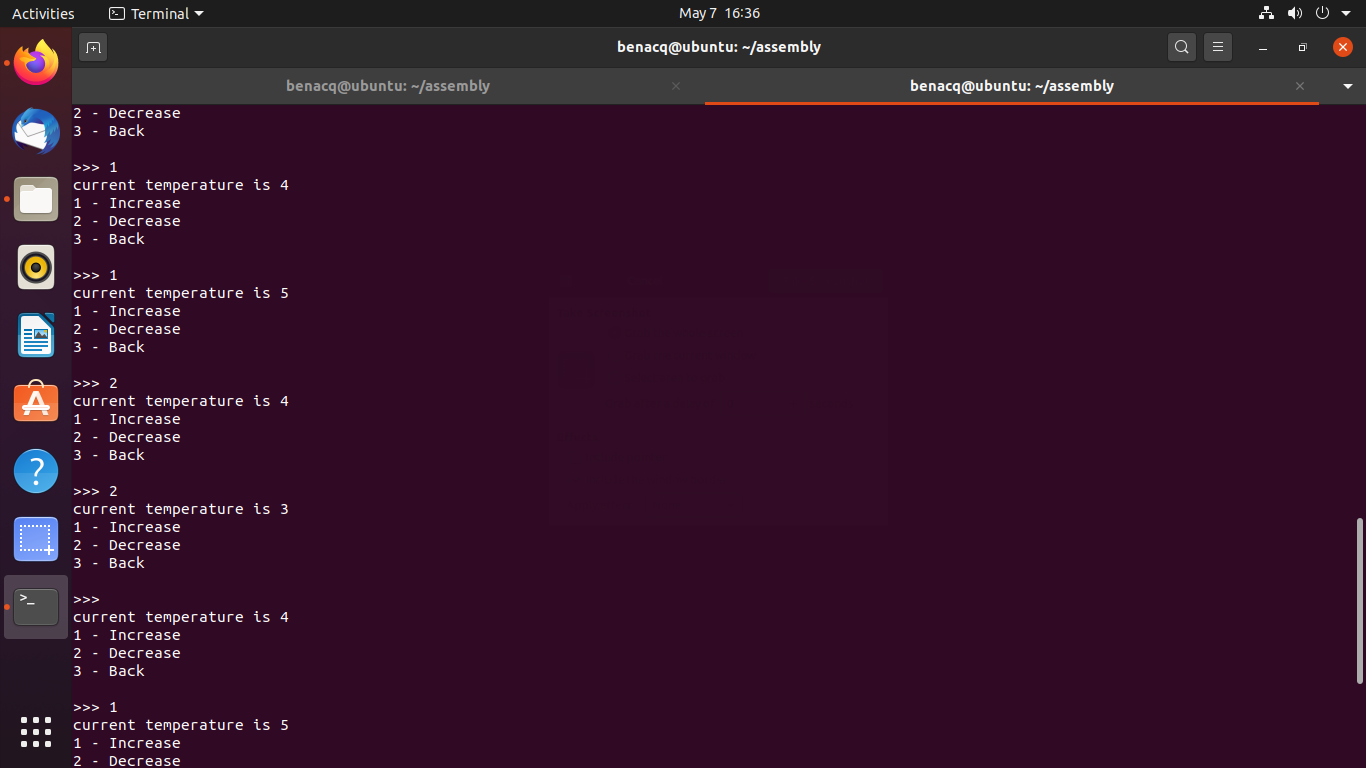 Activities
Terminal
May 7 16:36
benacq@ubuntu: ~/assembly
benacq@ubuntu: ~/assembly
benacq@ubuntu: ~/assembly
2 - Decrease
3 - Back
>>> 1
current temperature is 4
1 - Increase
2 - Decrease
3 - Back
>>> 1
current temperature is 5
1 - Increase
2 - Decrease
3 - Back
>>> 2
current temperature is 4
1 - Increase
2 - Decrease
3 - Back
>>> 2
current temperature is 3
1 - Increase
2 - Decrease
3 - Back
>>>
current temperature is 4
1 - Increase
2 - Decrease
3 - Back
>>> 1
current temperature is 5
1 - Increase
2 - Decrease